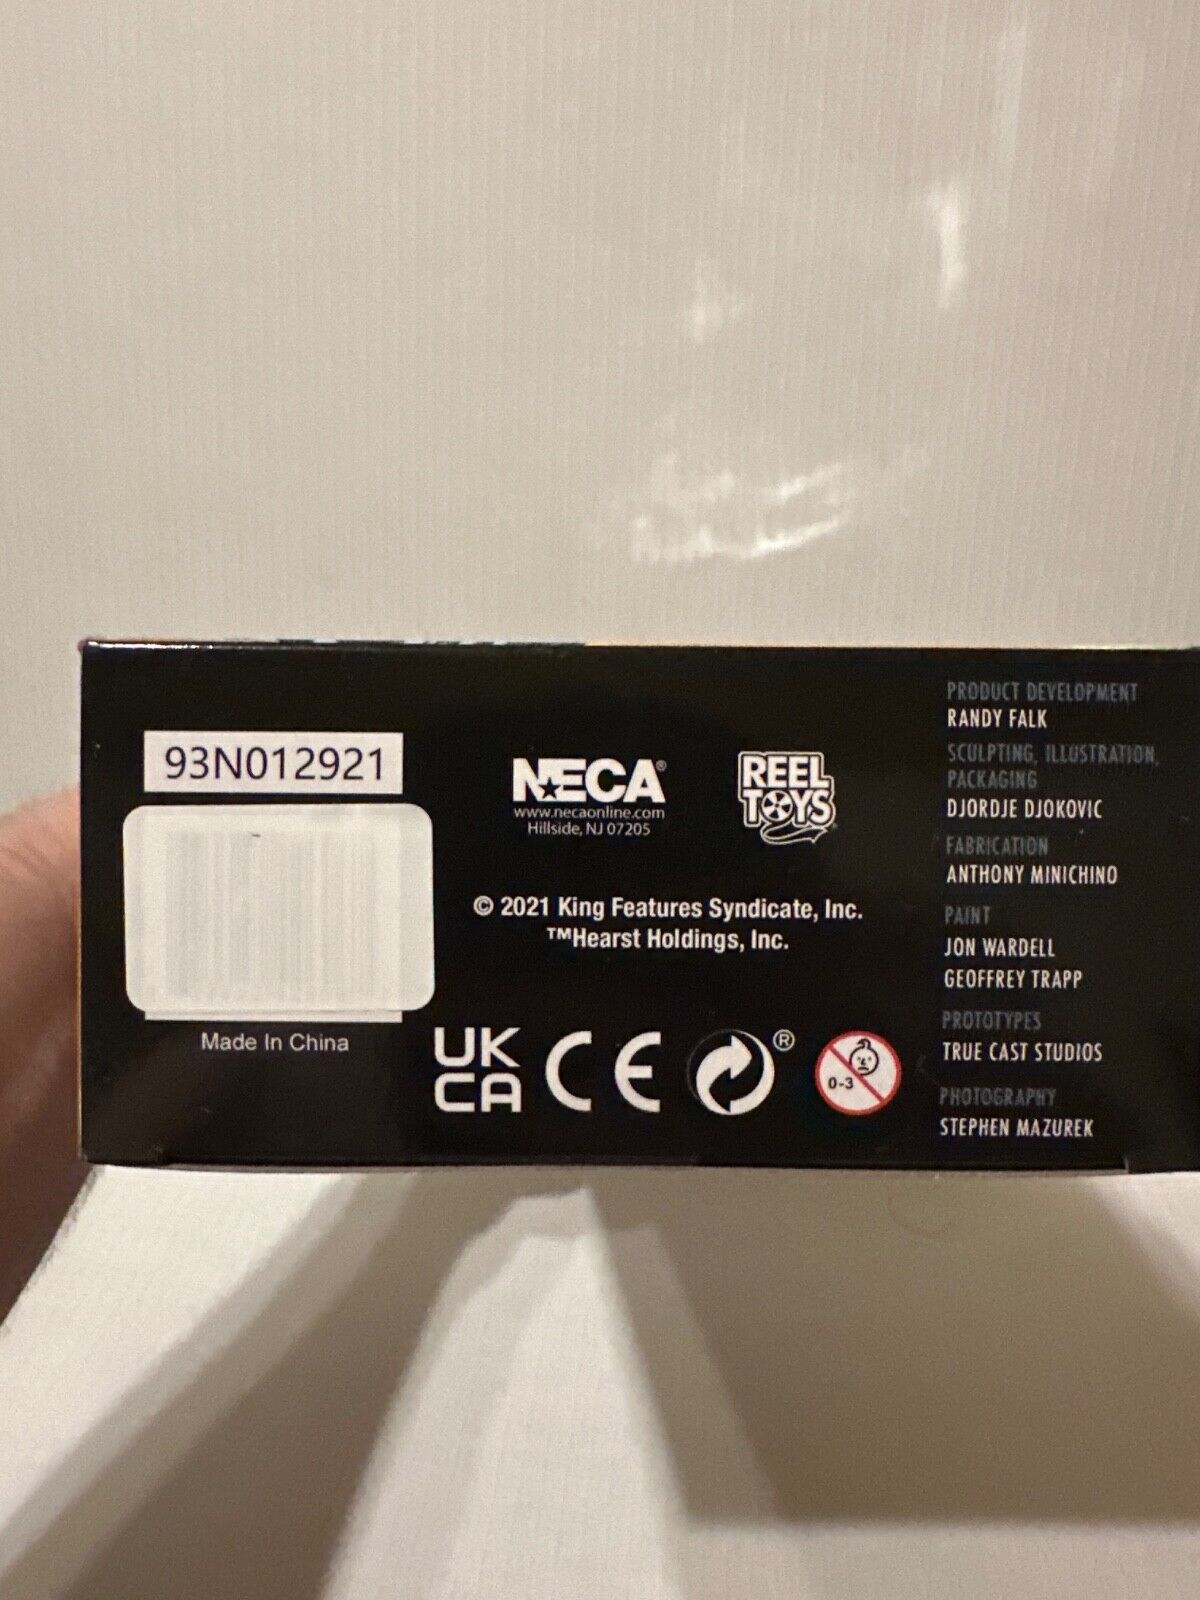 93N012921
Made In China
NECA®
www.necaonline.com
Hillside, NJ 07205
REEL
TOYS
© 2021 King Features Syndicate, Inc.
™Hearst Holdings, Inc.
UK
CA
CE
®
0-3
PRODUCT DEVELOPMENT
RANDY FALK
SCULPTING, ILLUSTRATION,
PACKAGING
DJORDJE DJOKOVIC
FABRICATION
ANTHONY MINICHINO
PAINT
JON WARDELL
GEOFFREY TRAPP
PROTOTYPES
TRUE CAST STUDIOS
PHOTOGRAPHY
STEPHEN MAZUREK